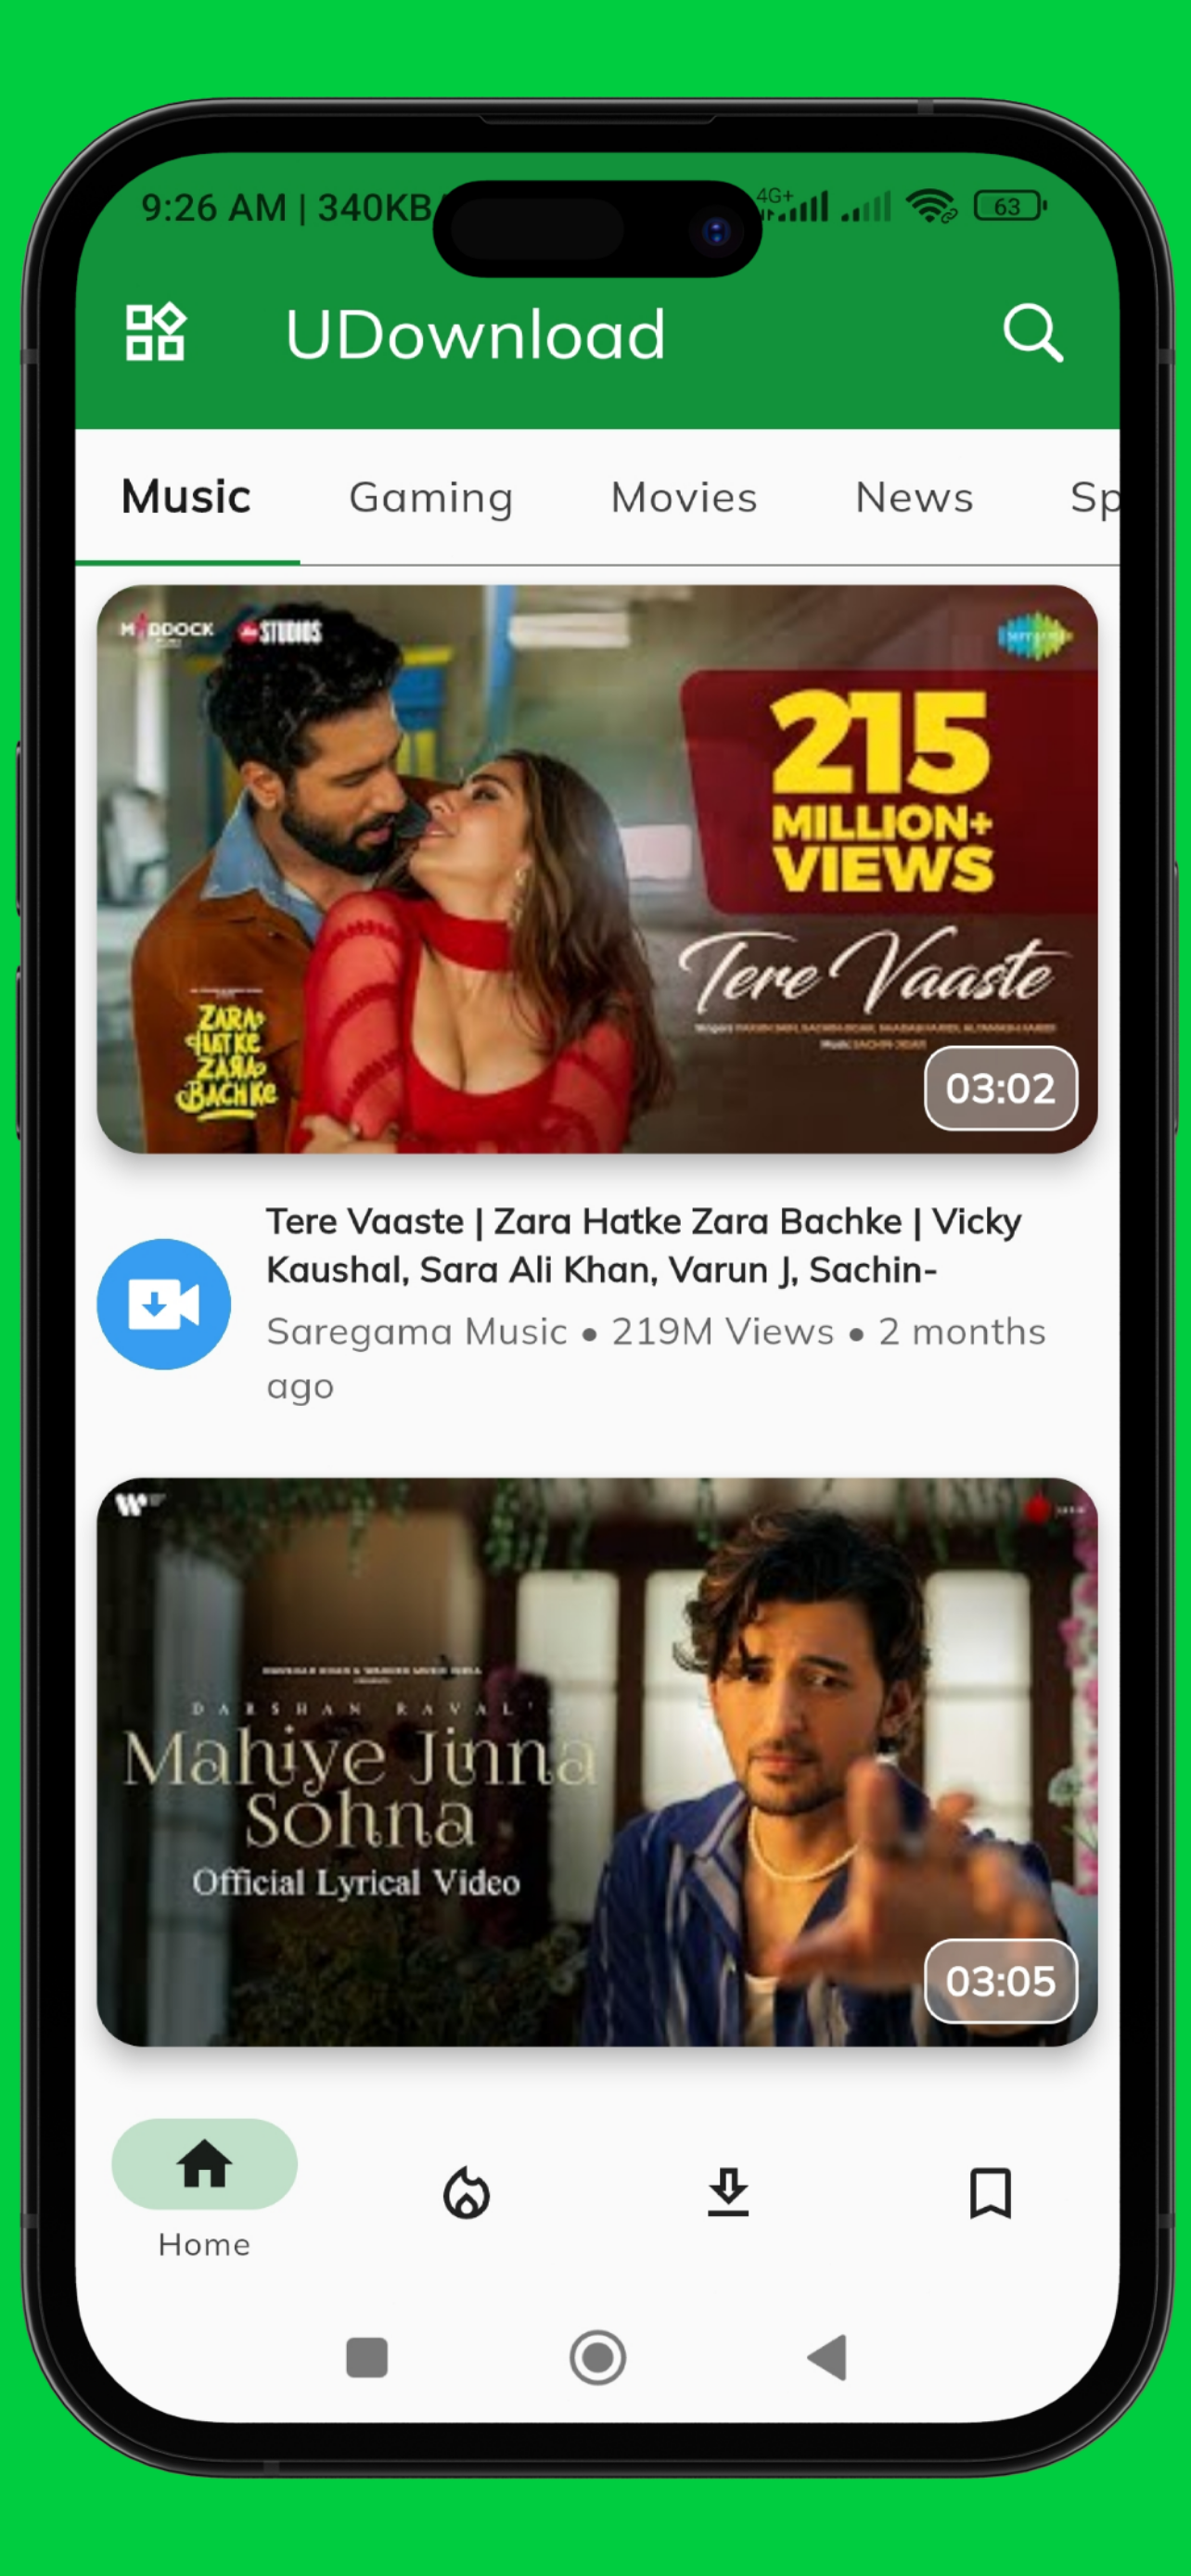 9:26 AM | 340KB/
4G+
63
UDownload
Music
Gaming
Movies
News
Sp
MADDOCK
STUDIOS
215
MILLION+
VIEWS
Tere Vaaste
ZARA
HATKE
ZARA
BACHKE
03:02
Tere Vaaste | Zara Hatke Zara Bachke | Vicky
Kaushal, Sara Ali Khan, Varun J, Sachin-
Saregama Music • 219M Views • 2 months
ago
DARSHAN RAVAL'S
Mahiye Jinna
Sohna
Official Lyrical Video
03:05
Home